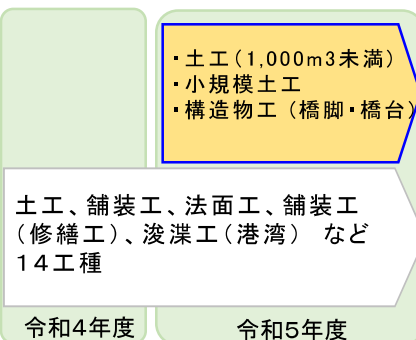 ・土工（1,000m3未満）
・小規模土工
・構造物工（橋脚・橋台）
土工、舗装工、法面工、舗装工
（修繕工）、浚渫工（港湾）　など
１４工種
令和４年度
令和５年度